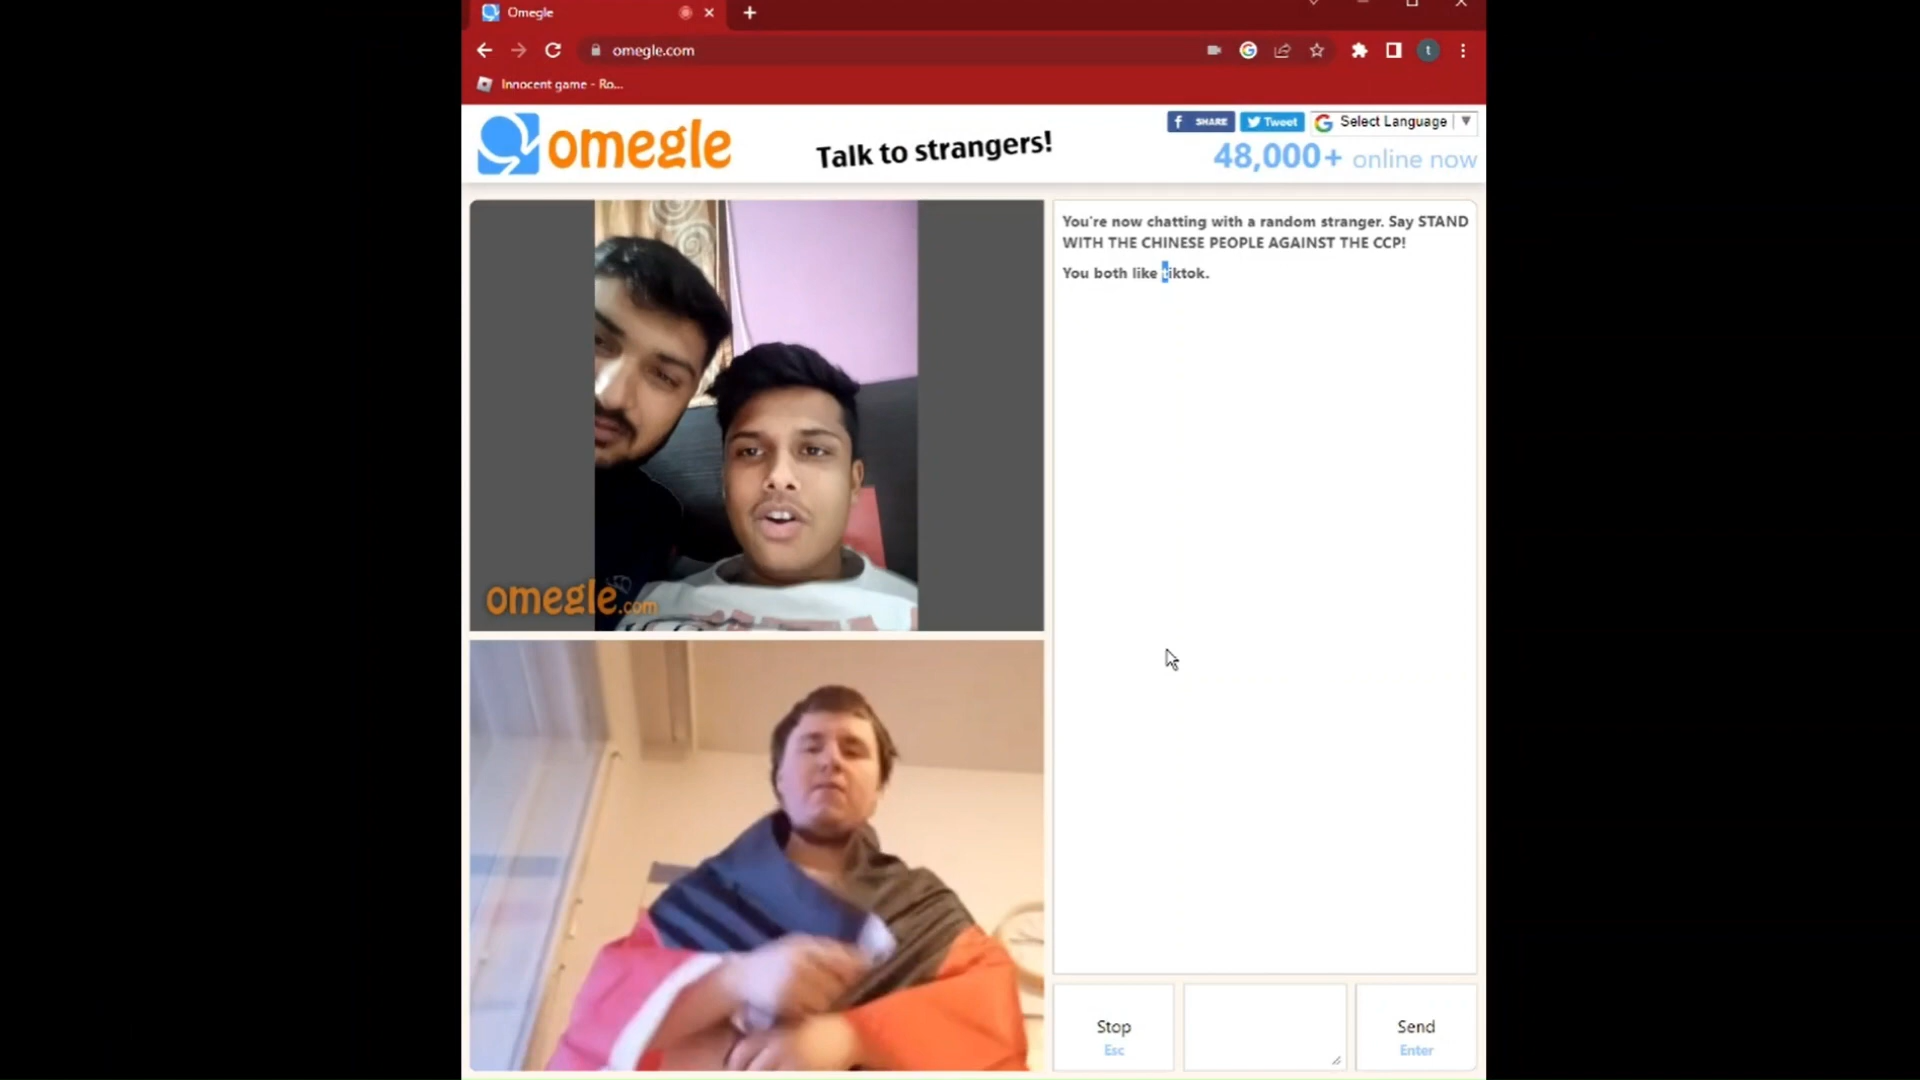 Omegle
omegle.com
Innocent game - Ro...
omegle
Talk to strangers!
SHARE
Tweet
Select Language
48,000+ online now
You're now chatting with a random stranger. Say STAND
WITH THE CHINESE PEOPLE AGAINST THE CCP!
You both like tiktok.
omegle.com
Stop
Esc
Send
Enter